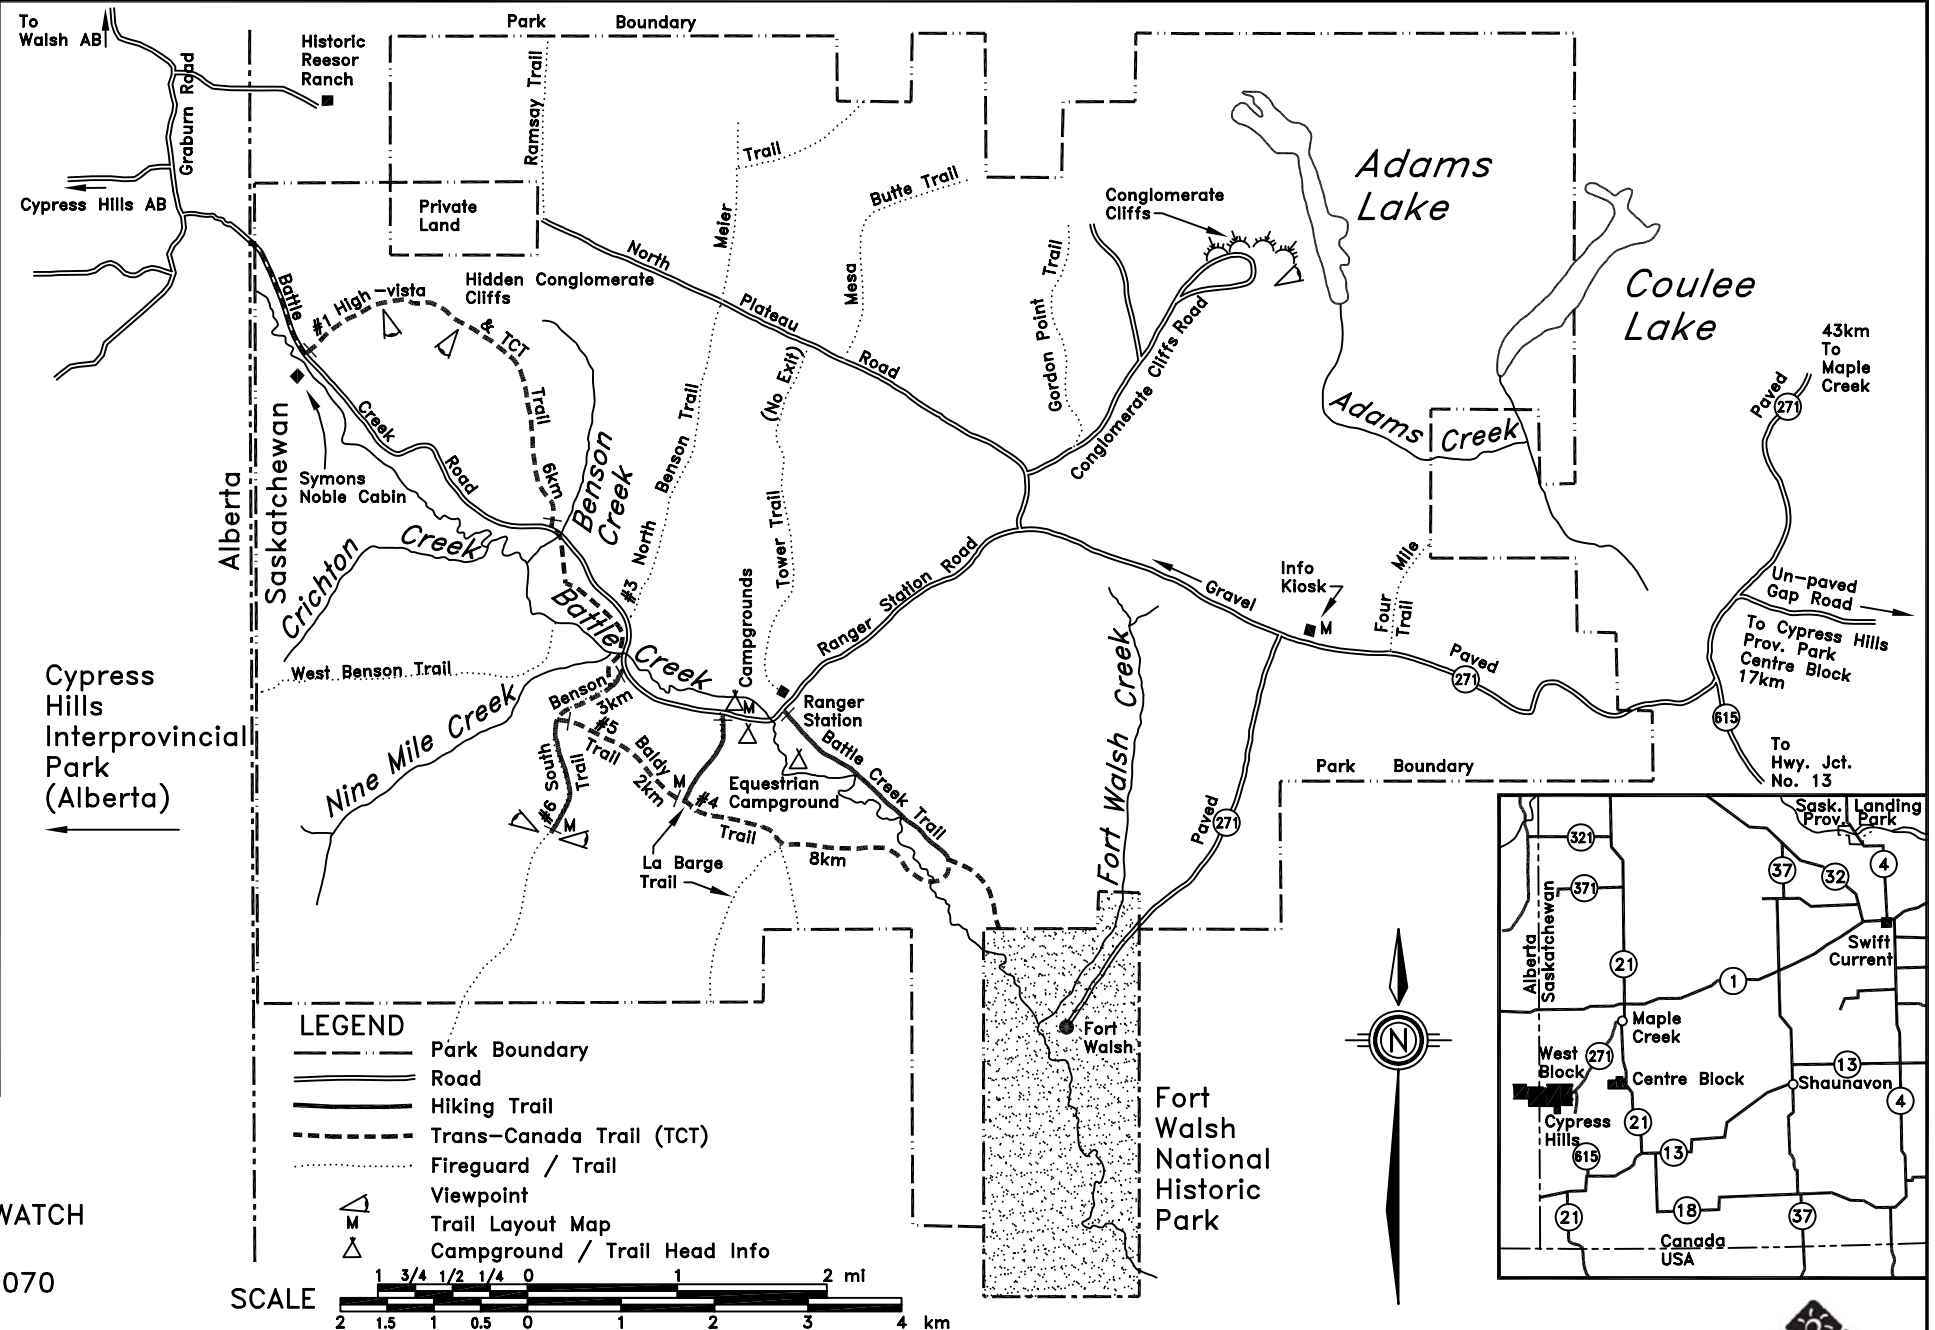 Park Boundary
To
Walsh AB
Graburn Road
Historic
Reesor
Ranch
Ramsay Trail
Cypress Hills AB
Private
Land
Trail
Meier
Butte Trail
Mesa
Conglomerate
Cliffs
Adams
Lake
Coulee
Lake
North
Plateau
Road
Hidden Conglomerate
Cliffs
Battle
Creek
Road
#1 High-vista
& TCT
Trail
6km
(No Exit)
Tower Trail
Gordon Point Trail
Conglomerate Cliffs Road
Adams
Creek
43km
To
Maple
Creek
Paved
271
Symons
Noble Cabin
Alberta
Saskatchewan
Benson
Creek
#3 North Benson Trail
Crichton
Creek
Battle
Creek
Campgrounds
Ranger Station Road
Gravel
Info
Kiosk
M
Four Mile
Trail
Paved
271
Un-paved
Gap Road
To Cypress Hills
Prov. Park
Centre Block
17km
615
To
Hwy. Jct.
No. 13
West Benson Trail
Cypress
Hills
Interprovincial
Park
(Alberta)
Nine Mile Creek
Benson
3km
#5
Trail
Baldy
2km
M
#6 South
Trail
M
M
Ranger
Station
Battle Creek Trail
Equestrian
Campground
#4
Trail
8km
La Barge
Trail
Fort Walsh Creek
Paved
271
Park Boundary
Fort
Walsh
Fort
Walsh
National
Historic
Park
N
LEGEND
Park Boundary
Road
Hiking Trail
Trans-Canada Trail (TCT)
Fireguard / Trail
Viewpoint
M Trail Layout Map
Campground / Trail Head Info
WATCH
070
SCALE
1 3/4 1/2 1/4 0 1 2 mi
2 1.5 1 0.5 0 1 2 3 4 km
Sask. Landing
Prov. Park
321
371
37
32
4
Alberta
Saskatchewan
Swift
Current
21
1
Maple
Creek
West
Block
271
Centre Block
13
Shaunavon
4
Cypress
Hills
21
615
13
21
18
37
Canada
USA